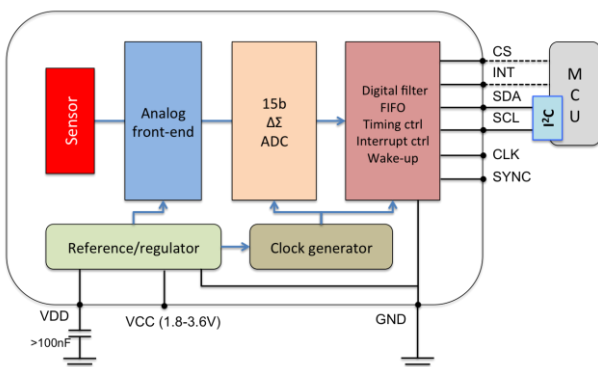 Sensor
Analog
front-end
15b
ΔΣ
ADC
Digital filter
FIFO
Timing ctrl
Interrupt ctrl
Wake-up
CS
INT
SDA
SCL
CLK
SYNC
I²C
M
C
U
Reference/regulator
Clock generator
VDD
VCC (1.8-3.6V)
GND
>100nF